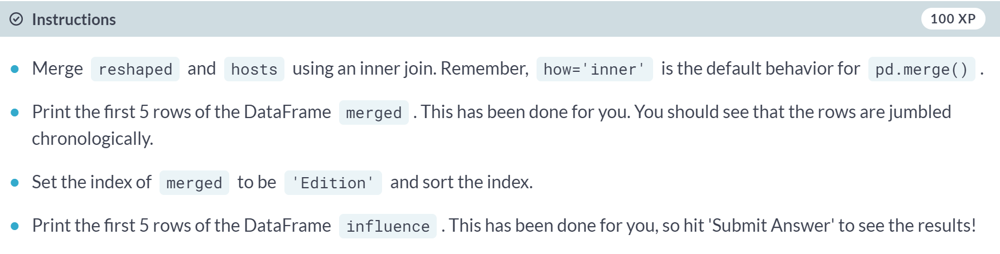 Instructions 100 XP
Merge reshaped and hosts using an inner join. Remember, how='inner' is the default behavior for pd.merge() .
Print the first 5 rows of the DataFrame merged . This has been done for you. You should see that the rows are jumbled
chronologically.
Set the index of merged to be 'Edition' and sort the index.
Print the first 5 rows of the DataFrame influence . This has been done for you, so hit 'Submit Answer' to see the results!